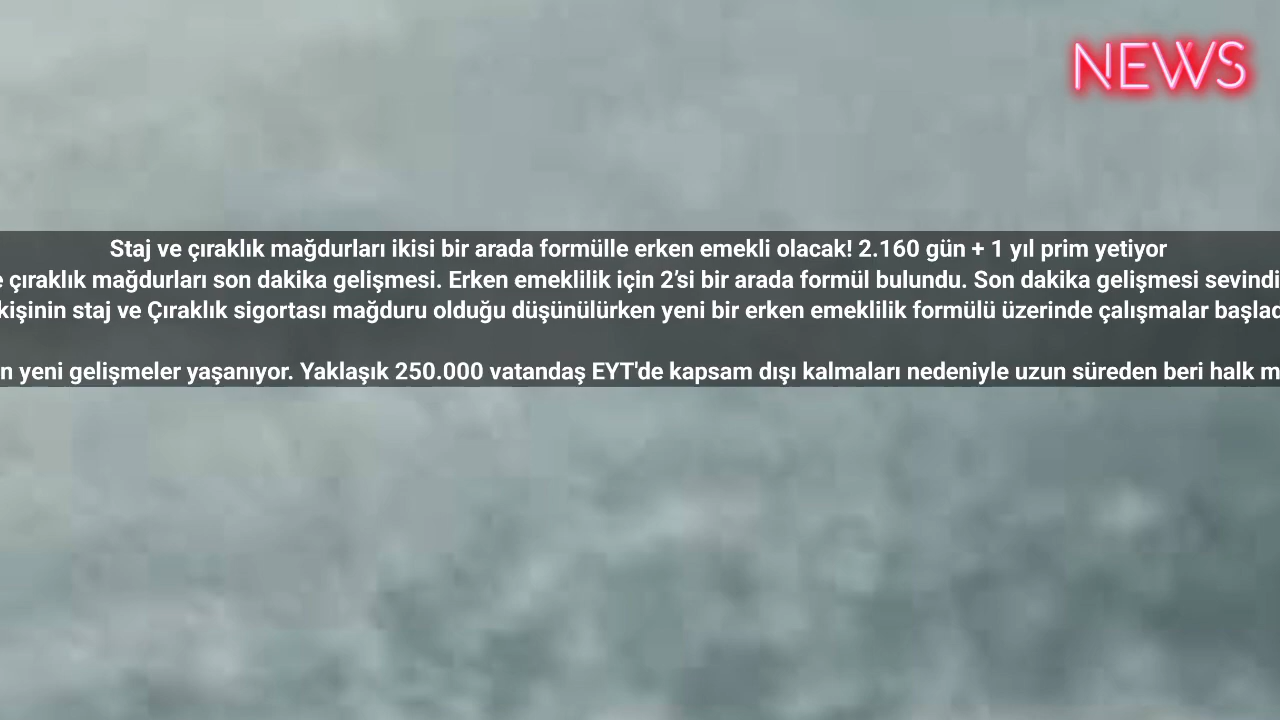 NEWS
Staj ve çıraklık mağdurları ikisi bir arada formülle erken emekli olacak! 2.160 gün + 1 yıl prim yetiyor
çıraklık mağdurları son dakika gelişmesi. Erken emeklilik için 2’si bir arada formül bulundu. Son dakika gelişmesi sevindi
kişinin staj ve Çıraklık sigortası mağduru olduğu düşünülürken yeni bir erken emeklilik formülü üzerinde çalışmalar başlad
n yeni gelişmeler yaşanıyor. Yaklaşık 250.000 vatandaş EYT'de kapsam dışı kalmaları nedeniyle uzun süreden beri halk m